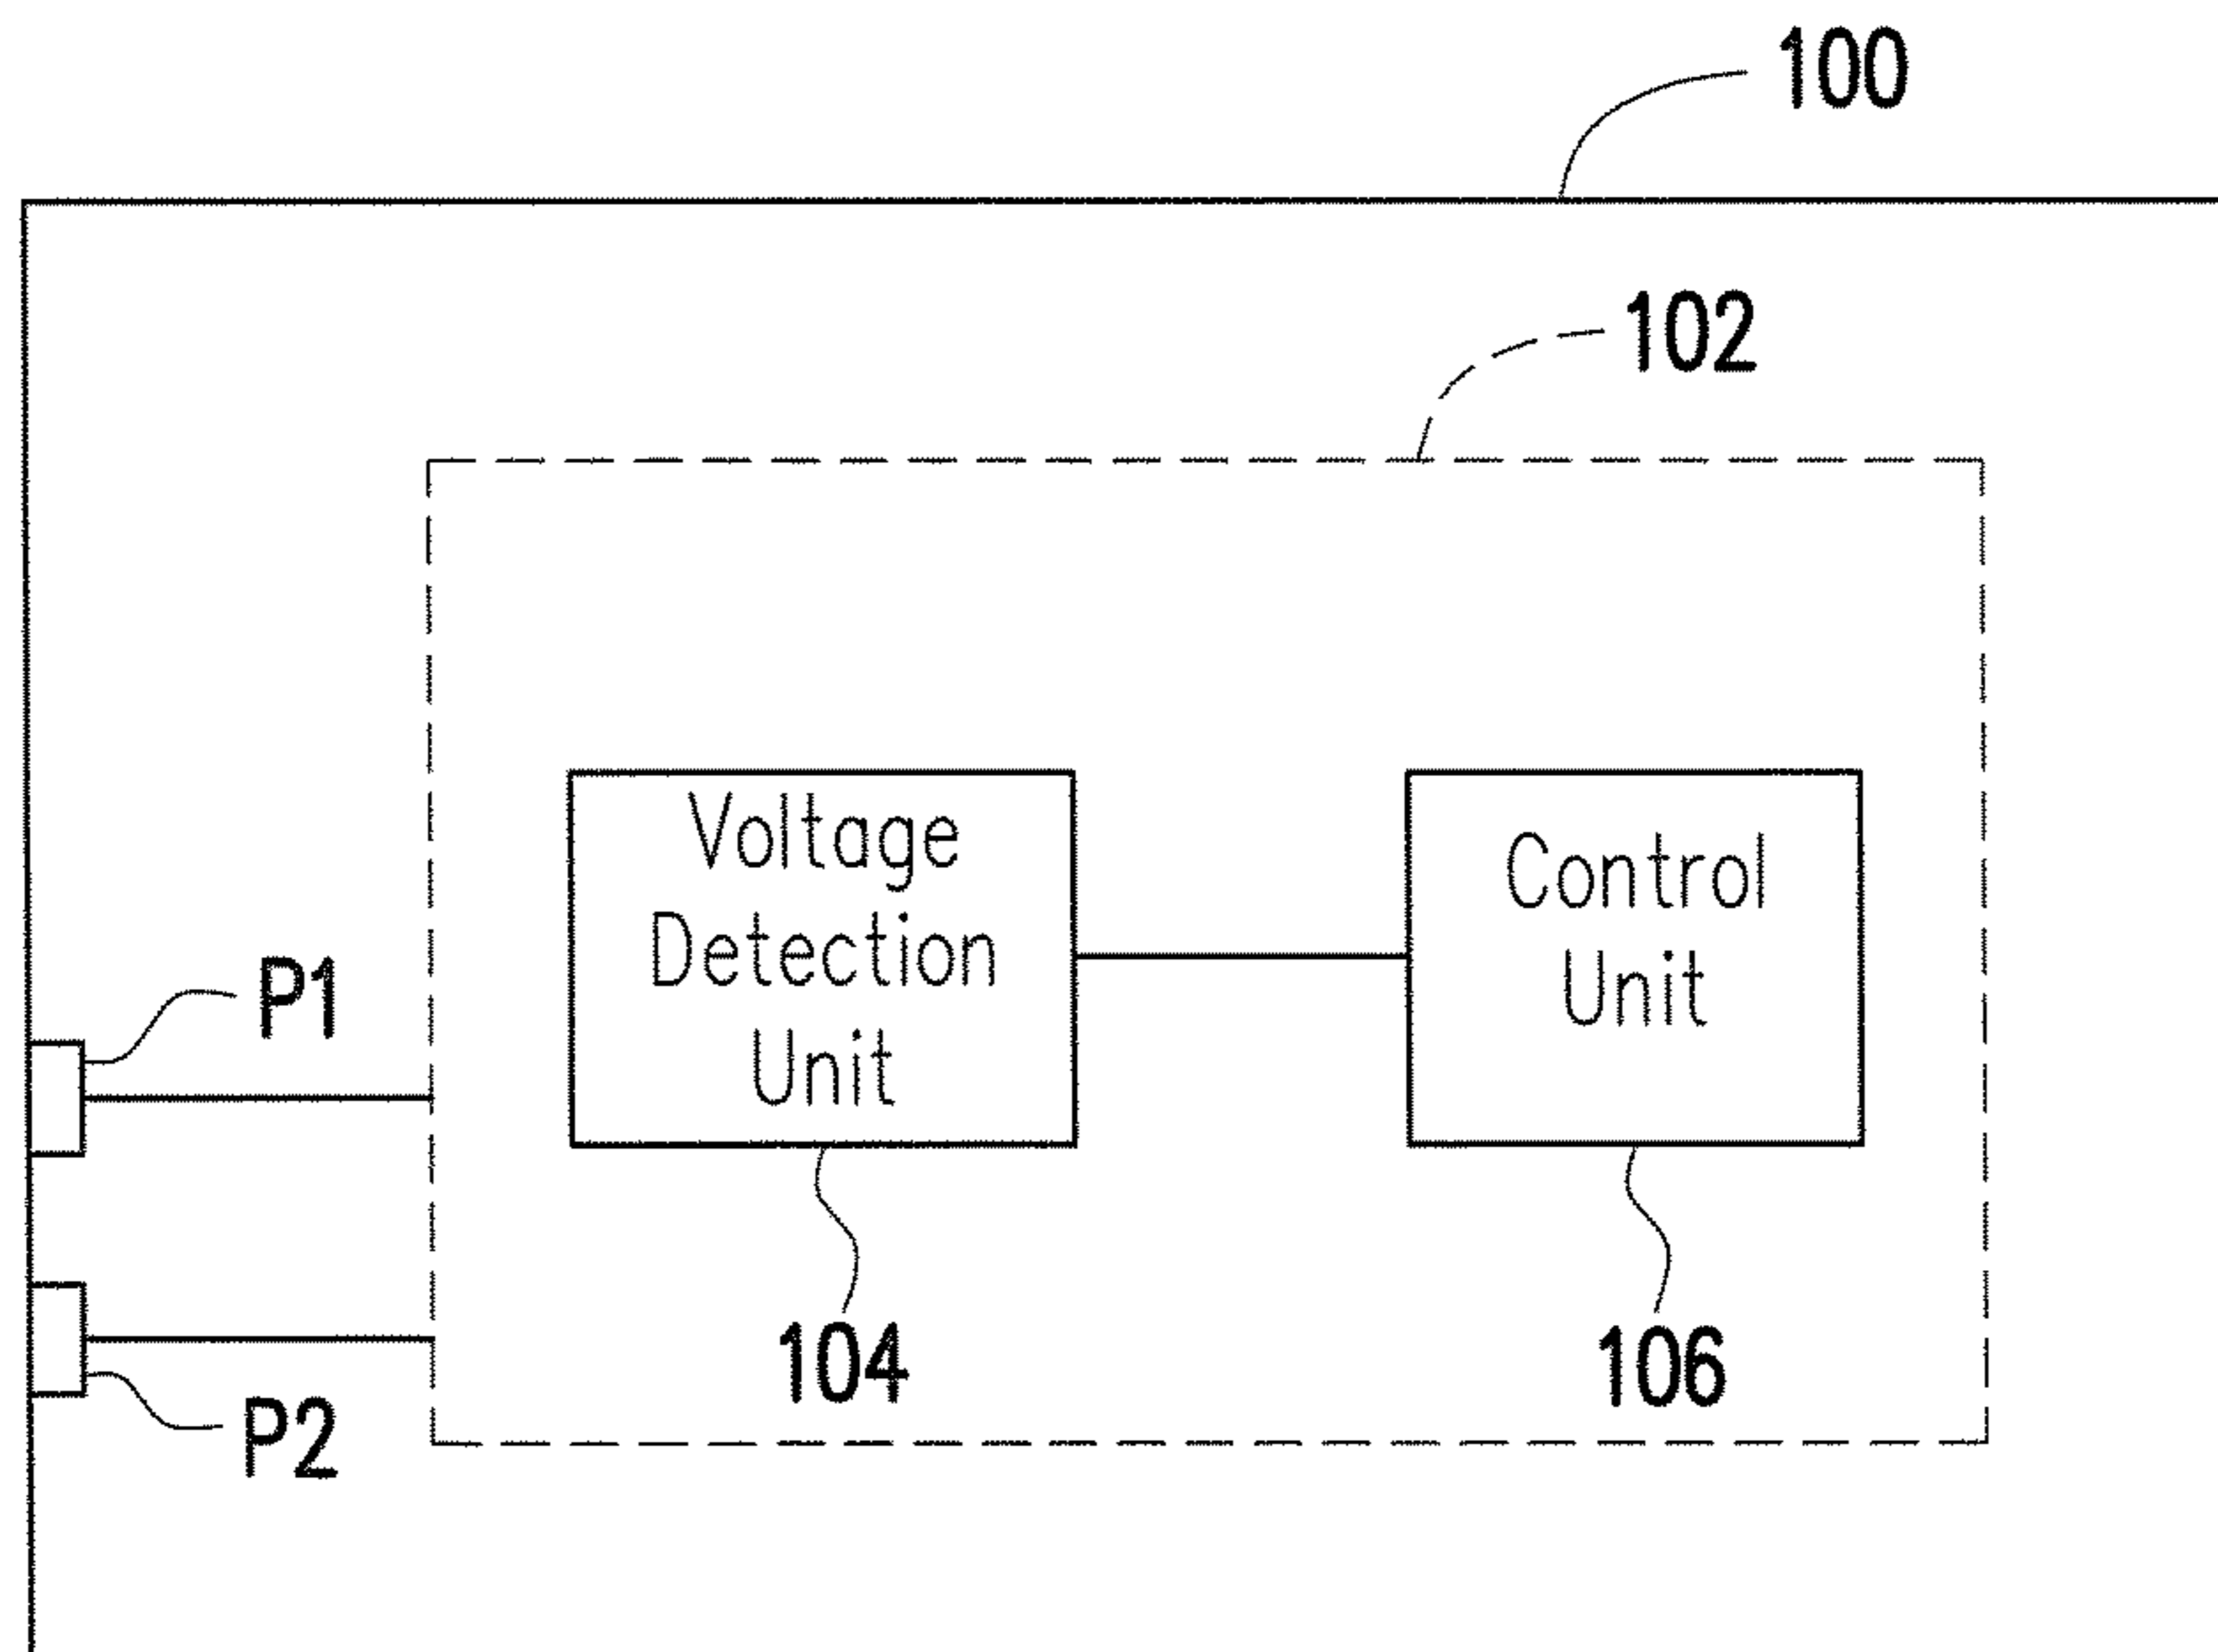 100
102
Voltage
Detection
Unit
Control
Unit
P1
P2
104
106